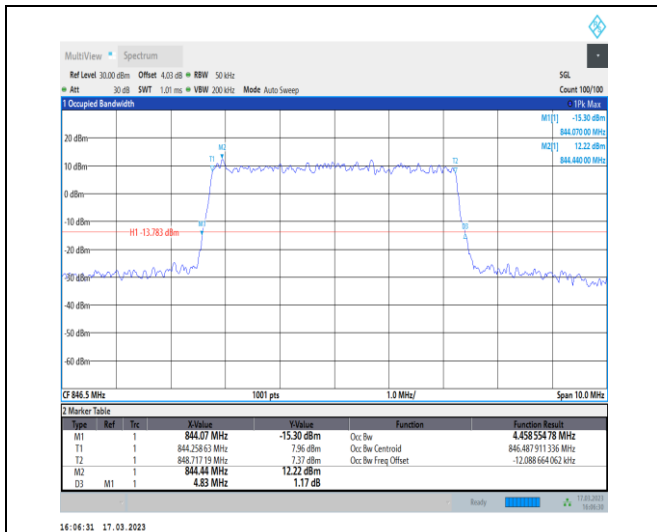 MultiView Spectrum
Ref Level 30.00 dBm Offset 4.03 dB RBW 50 kHz SGL
Att 30 dB SWT 1.01 ms VBW 200 kHz Mode Auto Sweep Count 100/100
1 Occupied Bandwidth 1Pk Max
M1[1] -15.30 dBm
844.070 00 MHz
M2[1] 12.22 dBm
844.440 00 MHz
20 dBm
M2
T1 T2
10 dBm
0 dBm
-10 dBm
M1 D3
H1 -13.783 dBm
-20 dBm
-30 dBm
-40 dBm
-50 dBm
-60 dBm
CF 846.5 MHz 1001 pts 1.0 MHz/ Span 10.0 MHz
2 Marker Table
Type Ref Trc X-Value Y-Value Function Function Result
M1 1 844.07 MHz -15.30 dBm Occ Bw 4.458 554 78 MHz
T1 1 844.258 63 MHz 7.96 dBm Occ Bw Centroid 846.487 911 336 MHz
T2 1 848.717 19 MHz 7.37 dBm Occ Bw Freq Offset -12.088 664 062 kHz
M2 1 844.44 MHz 12.22 dBm
D3 M1 1 4.83 MHz 1.17 dB
Ready 17.03.2023
16:06:30
16:06:31 17.03.2023